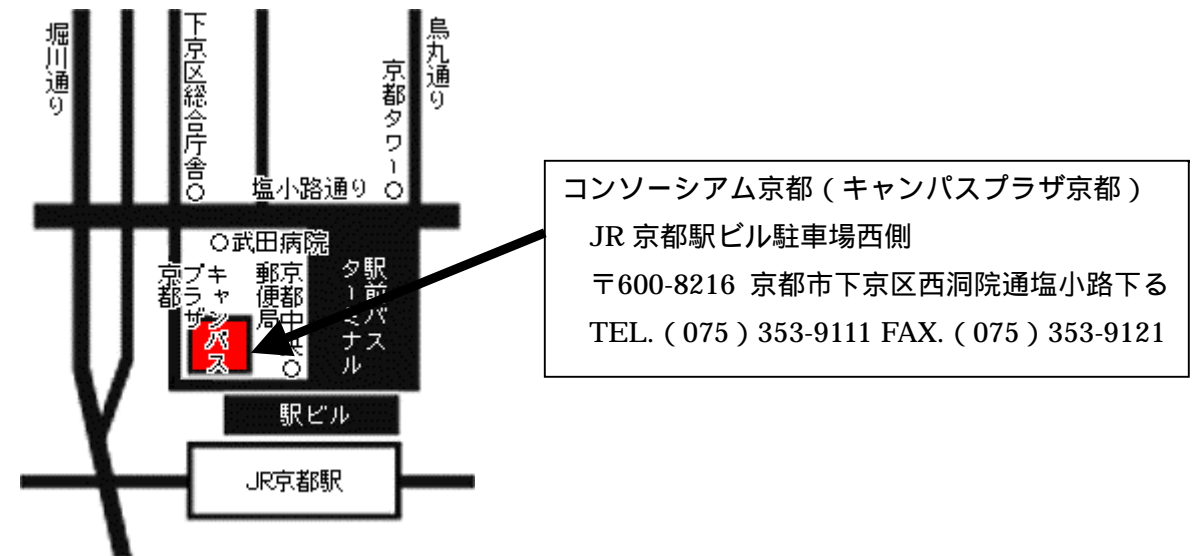 堀川通り
下京区総合庁舎
京都タワー
烏丸通り
塩小路通り
武田病院
キャンパス
プラザ
京都
京都中央
郵便局
駅前バス
ターミナル
駅ビル
JR京都駅
コンソーシアム京都(キャンパスプラザ京都)
JR 京都駅ビル駐車場西側
〒600-8216 京都市下京区西洞院通塩小路下る
TEL.(075)353-9111 FAX.(075)353-9121